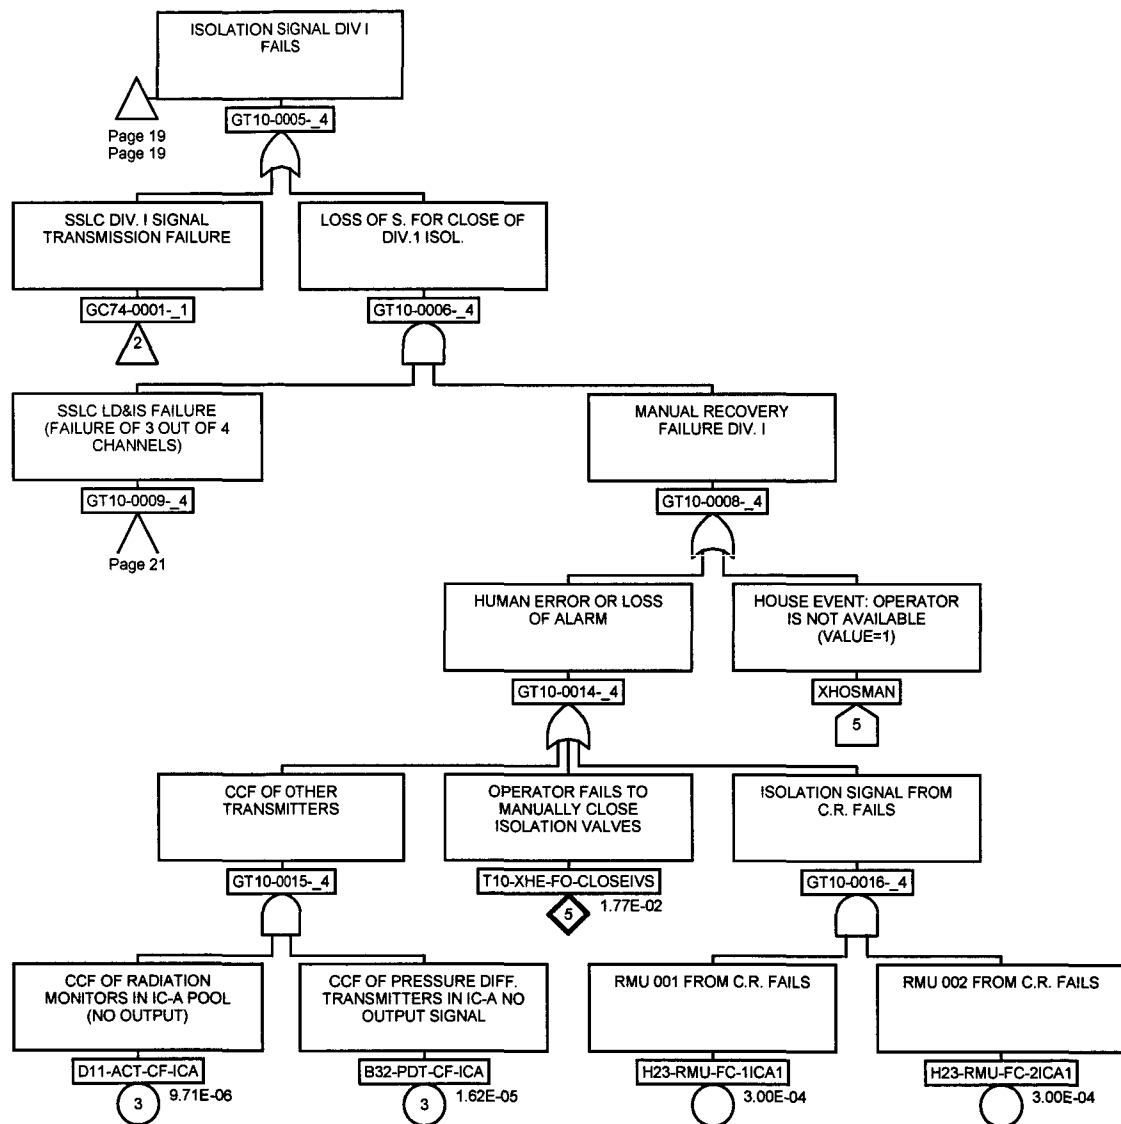 ISOLATION SIGNAL DIV I
FAILS
GT10-0005-_4
Page 19
Page 19
SSLC DIV. I SIGNAL
TRANSMISSION FAILURE
GC74-0001-_1
2
LOSS OF S. FOR CLOSE OF
DIV.1 ISOL.
GT10-0006-_4
SSLC LD&IS FAILURE
(FAILURE OF 3 OUT OF 4
CHANNELS)
GT10-0009-_4
Page 21
MANUAL RECOVERY
FAILURE DIV. I
GT10-0008-_4
HUMAN ERROR OR LOSS
OF ALARM
GT10-0014-_4
HOUSE EVENT: OPERATOR
IS NOT AVAILABLE
(VALUE=1)
XHOSMAN
5
CCF OF OTHER
TRANSMITTERS
GT10-0015-_4
OPERATOR FAILS TO
MANUALLY CLOSE
ISOLATION VALVES
T10-XHE-FO-CLOSEIVS
5
1.77E-02
ISOLATION SIGNAL FROM
C.R. FAILS
GT10-0016-_4
CCF OF RADIATION
MONITORS IN IC-A POOL
(NO OUTPUT)
D11-ACT-CF-ICA
3
9.71E-06
CCF OF PRESSURE DIFF.
TRANSMITTERS IN IC-A NO
OUTPUT SIGNAL
B32-PDT-CF-ICA
3
1.62E-05
RMU 001 FROM C.R. FAILS
H23-RMU-FC-1ICA1
3.00E-04
RMU 002 FROM C.R. FAILS
H23-RMU-FC-2ICA1
3.00E-04